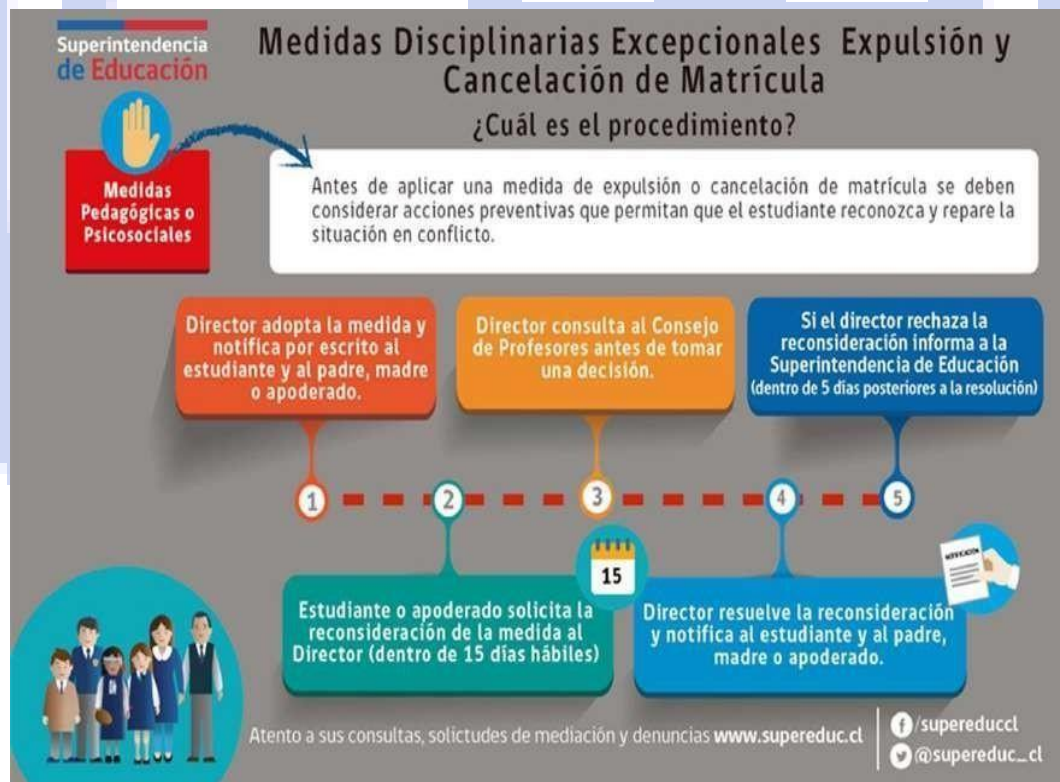 Superintendencia
de Educación
Medidas Disciplinarias Excepcionales Expulsión y
Cancelación de Matrícula
¿Cuál es el procedimiento?
Medidas
Pedagógicas o
Psicosociales
Antes de aplicar una medida de expulsión o cancelación de matrícula se deben
considerar acciones preventivas que permitan que el estudiante reconozca y repare la
situación en conflicto.
Director adopta la medida y
notifica por escrito al
estudiante y al padre, madre
o apoderado.
Director consulta al Consejo
de Profesores antes de tomar
una decisión.
Si el director rechaza la
reconsideración informa a la
Superintendencia de Educación
(dentro de 5 días posteriores a la resolución)
1
2
3
4
5
15
NOTIFICACIÓN
Estudiante o apoderado solicita la
reconsideración de la medida al
Director (dentro de 15 días hábiles)
Director resuelve la reconsideración
y notifica al estudiante y al padre,
madre o apoderado.
Atento a sus consultas, solictudes de mediación y denuncias www.supereduc.cl
/supereduccl
@supereduc_cl